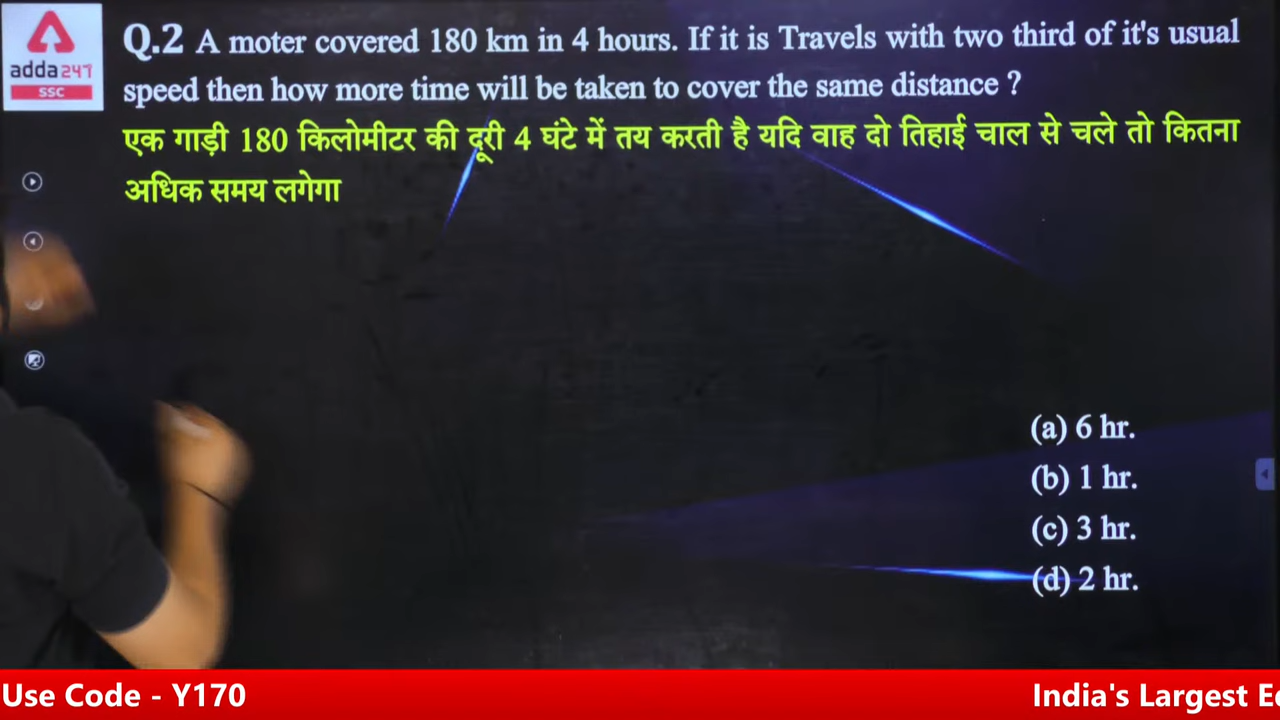 adda247
SSC
Q.2 A moter covered 180 km in 4 hours. If it is Travels with two third of it's usual
speed then how more time will be taken to cover the same distance ?
एक गाड़ी 180 किलोमीटर की दूरी 4 घंटे में तय करती है यदि वाह दो तिहाई चाल से चले तो कितना
अधिक समय लगेगा
(a) 6 hr.
(b) 1 hr.
(c) 3 hr.
(d) 2 hr.
Use Code - Y170
India's Largest